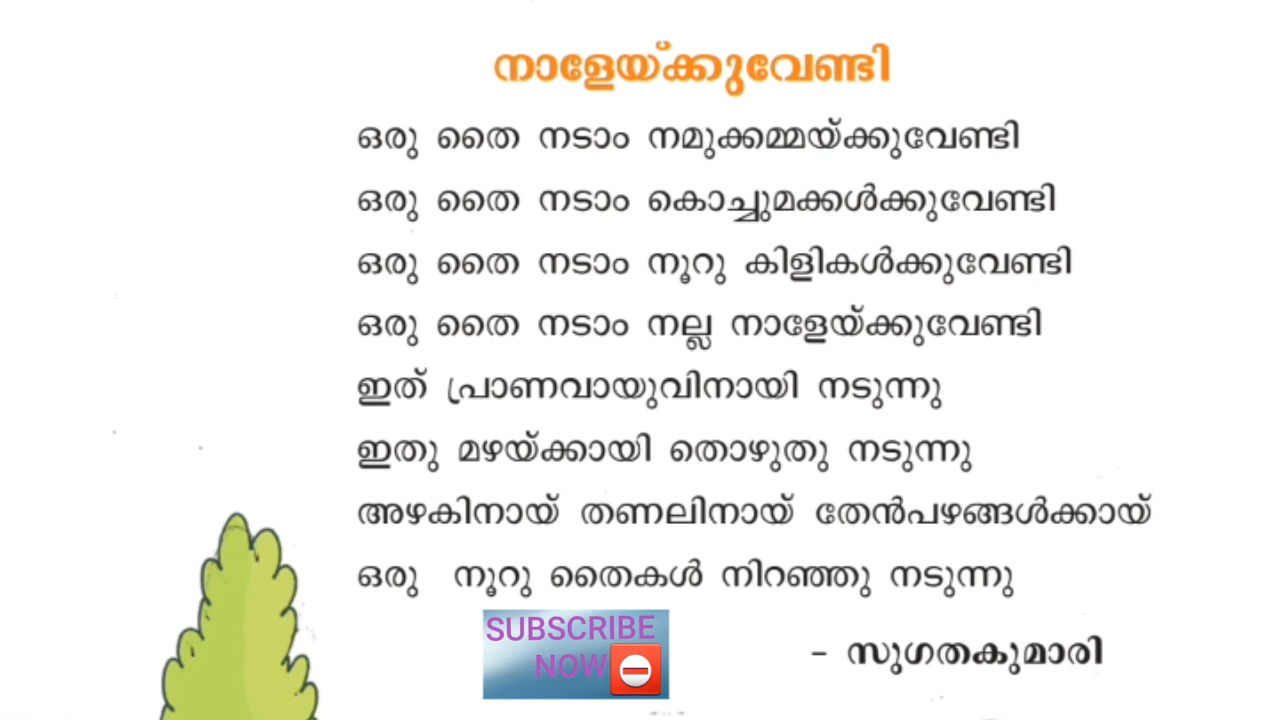 നാളേയ്ക്കുവേണ്ടി
ഒരു തൈ നടാം നമുക്കമ്മയ്ക്കുവേണ്ടി
ഒരു തൈ നടാം കൊച്ചുമക്കൾക്കുവേണ്ടി
ഒരു തൈ നടാം നൂറു കിളികൾക്കുവേണ്ടി
ഒരു തൈ നടാം നല്ല നാളേയ്ക്കുവേണ്ടി
ഇത് പ്രാണവായുവിനായി നടുന്നു
ഇതു മഴയ്ക്കായി തൊഴുതു നടുന്നു
അഴകിനായ് തണലിനായ് തേൻപഴങ്ങൾക്കായ്
ഒരു നൂറു തൈകൾ നിറഞ്ഞു നടുന്നു
SUBSCRIBE
NOW
– സുഗതകുമാരി